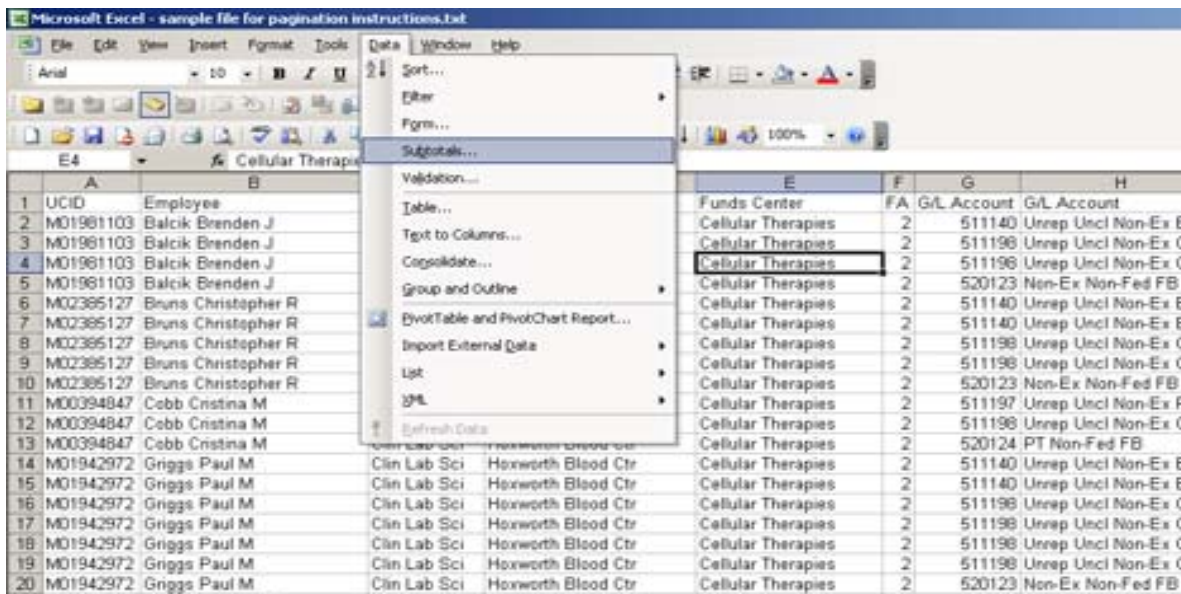 Microsoft Excel - sample file for pagination instructions.txt
File Edit View Insert Format Tools Data Window Help
Arial 10 B I U
100%
E4 fx Cellular Therapie
Sort...
Filter
Form...
Subtotals...
Validation...
Table...
Text to Columns...
Consolidate...
Group and Outline
PivotTable and PivotChart Report...
Import External Data
List
XML
Refresh Data
A B E F G H
1 UCID Employee Funds Center FA G/L Account G/L Account
2 M01981103 Balcik Brenden J Cellular Therapies 2 511140 Unrep Uncl Non-Ex
3 M01981103 Balcik Brenden J Cellular Therapies 2 511198 Unrep Uncl Non-Ex
4 M01981103 Balcik Brenden J Cellular Therapies 2 511198 Unrep Uncl Non-Ex
5 M01981103 Balcik Brenden J Cellular Therapies 2 520123 Non-Ex Non-Fed FB
6 M02385127 Bruns Christopher R Cellular Therapies 2 511140 Unrep Uncl Non-Ex
7 M02385127 Bruns Christopher R Cellular Therapies 2 511140 Unrep Uncl Non-Ex
8 M02385127 Bruns Christopher R Cellular Therapies 2 511198 Unrep Uncl Non-Ex
9 M02385127 Bruns Christopher R Cellular Therapies 2 511198 Unrep Uncl Non-Ex
10 M02385127 Bruns Christopher R Cellular Therapies 2 520123 Non-Ex Non-Fed FB
11 M00394847 Cobb Cristina M Cellular Therapies 2 511197 Unrep Uncl Non-Ex
12 M00394847 Cobb Cristina M Cellular Therapies 2 511198 Unrep Uncl Non-Ex
13 M00394847 Cobb Cristina M Clin Lab Sci Hoxworth Blood Ctr Cellular Therapies 2 520124 PT Non-Fed FB
14 M01942972 Griggs Paul M Clin Lab Sci Hoxworth Blood Ctr Cellular Therapies 2 511140 Unrep Uncl Non-Ex
15 M01942972 Griggs Paul M Clin Lab Sci Hoxworth Blood Ctr Cellular Therapies 2 511140 Unrep Uncl Non-Ex
16 M01942972 Griggs Paul M Clin Lab Sci Hoxworth Blood Ctr Cellular Therapies 2 511198 Unrep Uncl Non-Ex
17 M01942972 Griggs Paul M Clin Lab Sci Hoxworth Blood Ctr Cellular Therapies 2 511198 Unrep Uncl Non-Ex
18 M01942972 Griggs Paul M Clin Lab Sci Hoxworth Blood Ctr Cellular Therapies 2 511198 Unrep Uncl Non-Ex
19 M01942972 Griggs Paul M Clin Lab Sci Hoxworth Blood Ctr Cellular Therapies 2 511198 Unrep Uncl Non-Ex
20 M01942972 Griggs Paul M Clin Lab Sci Hoxworth Blood Ctr Cellular Therapies 2 520123 Non-Ex Non-Fed FB